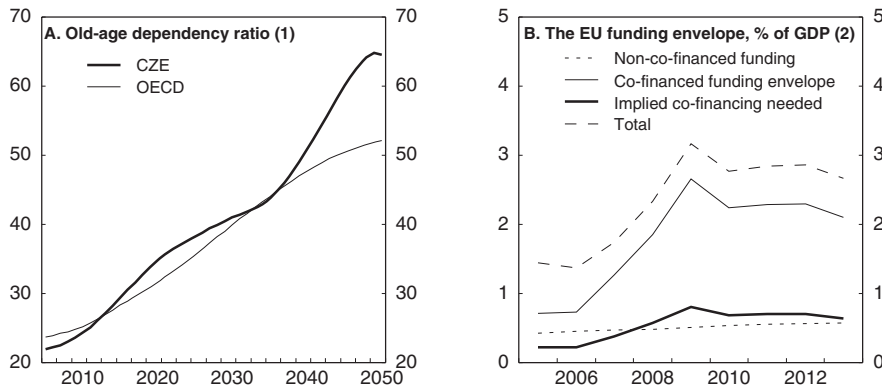 A. Old-age dependency ratio (1)
CZE
OECD
70
60
50
40
30
20
70
60
50
40
30
20
2010 2020 2030 2040 2050
B. The EU funding envelope, % of GDP (2)
Non-co-financed funding
Co-financed funding envelope
Implied co-financing needed
Total
5
4
3
2
1
0
5
4
3
2
1
0
2006 2008 2010 2012